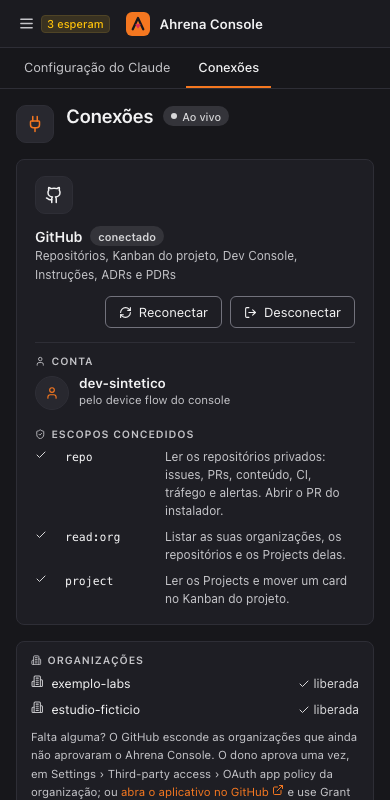 3 esperam
Ahrena Console
Configuração do Claude
Conexões
Conexões
Ao vivo
GitHub
conectado
Repositórios, Kanban do projeto, Dev Console,
Instruções, ADRs e PDRs
Reconectar
Desconectar
CONTA
dev-sintetico
pelo device flow do console
ESCOPOS CONCEDIDOS
repo
Ler os repositórios privados:
issues, PRs, conteúdo, CI,
tráfego e alertas. Abrir o PR do
instalador.
read:org
Listar as suas organizações, os
repositórios e os Projects delas.
project
Ler os Projects e mover um card
no Kanban do projeto.
ORGANIZAÇÕES
exemplo-labs
liberada
estudio-ficticio
liberada
Falta alguma? O GitHub esconde as organizações que ainda
não aprovaram o Ahrena Console. O dono aprova uma vez,
em Settings › Third-party access › OAuth app policy da
organização; ou abra o aplicativo no GitHub e use Grant